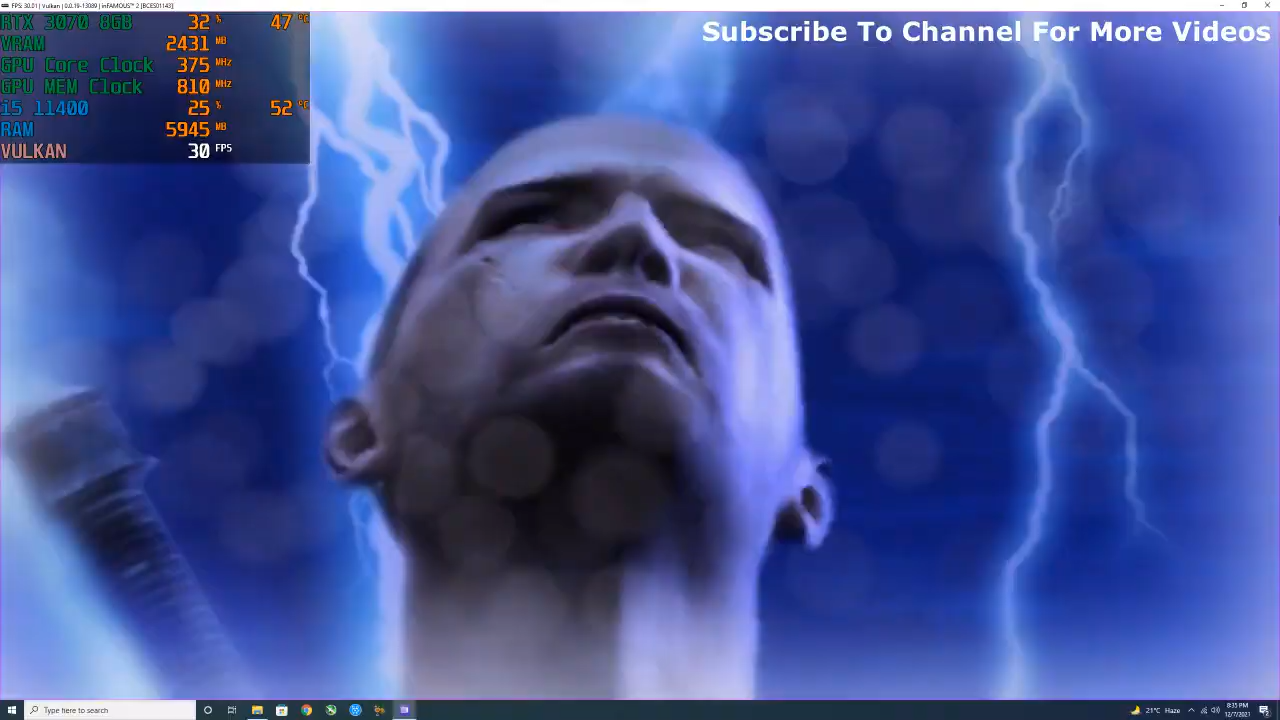 FPS: 30.01 | Vulkan | 0.0.19-13089 | inFAMOUS™ 2 [BCES01143]
Subscribe To Channel For More Videos
RTX 3070 8GB 32 % 47 °C
VRAM 2431 MB
GPU Core Clock 375 MHz
GPU MEM Clock 810 MHz
i5 11400 25 % 52 °C
RAM 5945 MB
VULKAN 30 FPS
Type here to search
21°C Haze
8:35 PM
12/7/2021